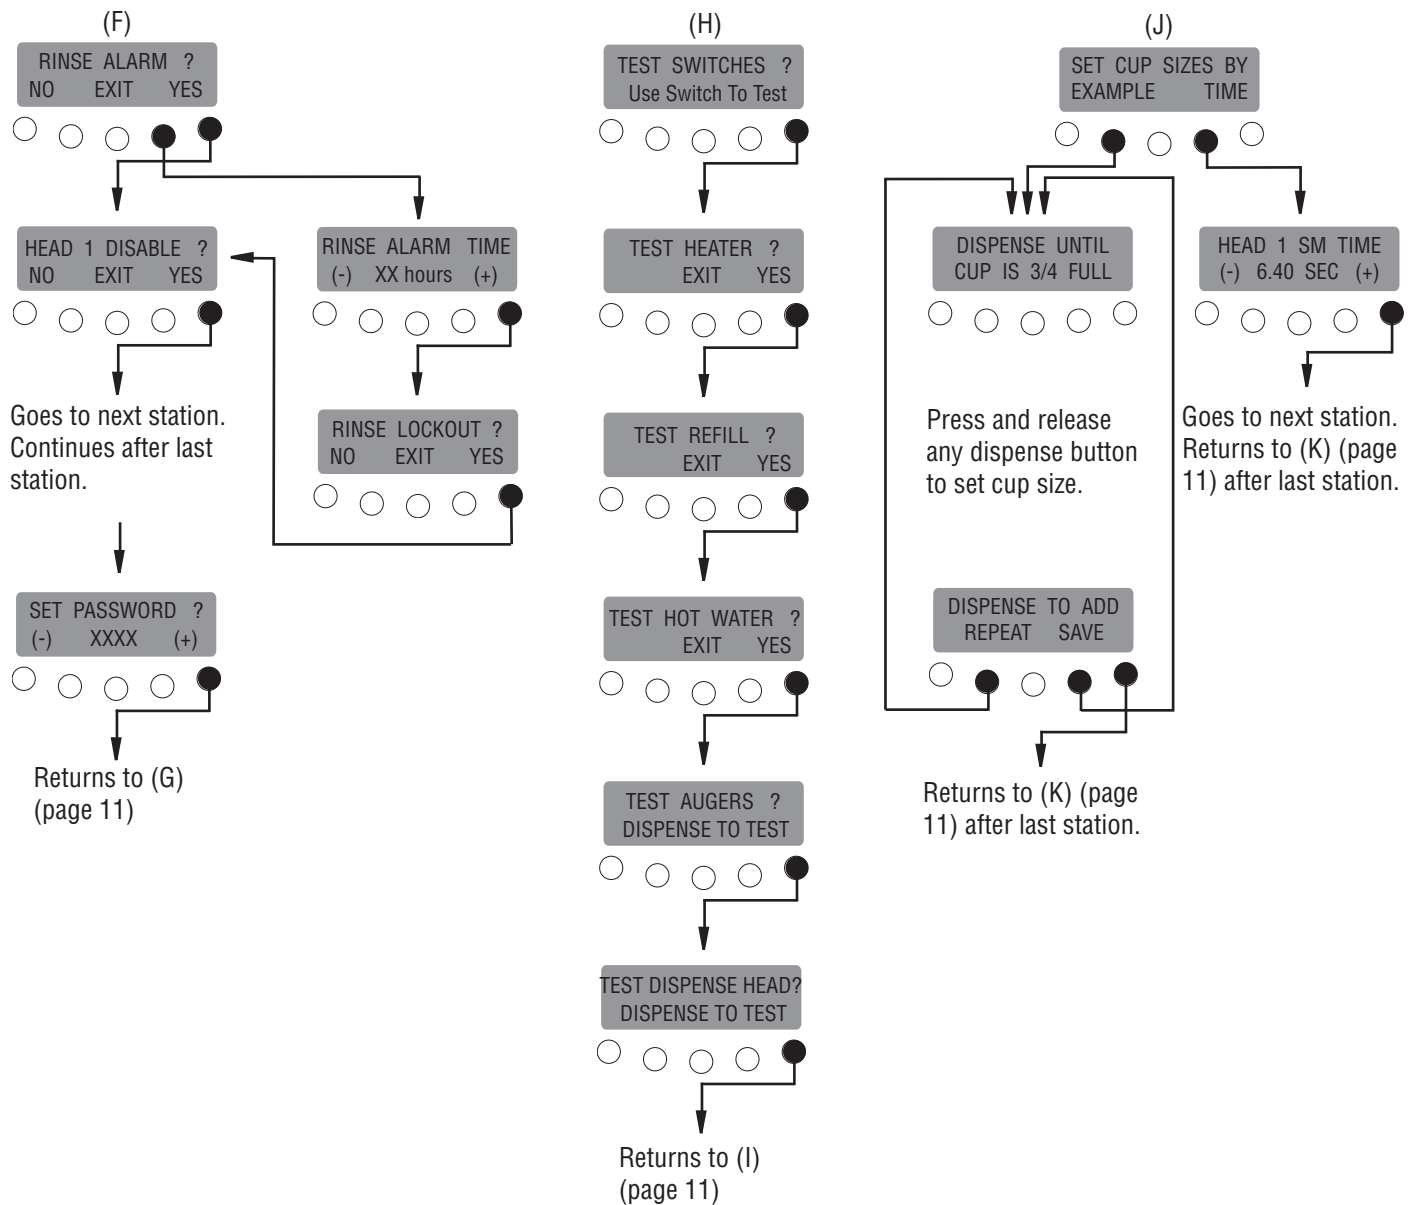 (F)
RINSE ALARM ?
NO EXIT YES
HEAD 1 DISABLE ?
NO EXIT YES
RINSE ALARM TIME
(-) XX hours (+)
Goes to next station.
Continues after last
station.
RINSE LOCKOUT ?
NO EXIT YES
SET PASSWORD ?
(-) XXXX (+)
Returns to (G)
(page 11)
(H)
TEST SWITCHES ?
Use Switch To Test
TEST HEATER ?
EXIT YES
TEST REFILL ?
EXIT YES
TEST HOT WATER ?
EXIT YES
TEST AUGERS ?
DISPENSE TO TEST
TEST DISPENSE HEAD?
DISPENSE TO TEST
Returns to (I)
(page 11)
(J)
SET CUP SIZES BY
EXAMPLE TIME
DISPENSE UNTIL
CUP IS 3/4 FULL
HEAD 1 SM TIME
(-) 6.40 SEC (+)
Press and release
any dispense button
to set cup size.
Goes to next station.
Returns to (K) (page
11) after last station.
DISPENSE TO ADD
REPEAT SAVE
Returns to (K) (page
11) after last station.